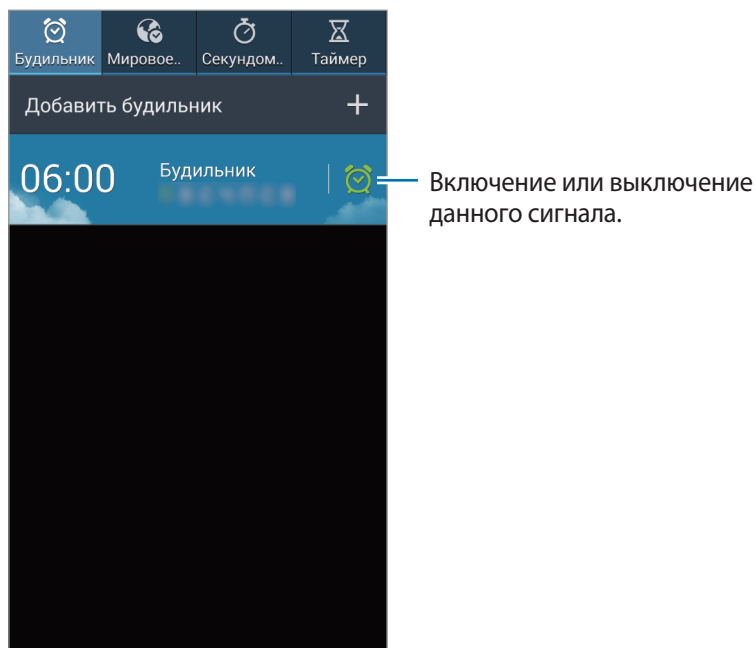 Будильник Мировое.. Секундом.. Таймер
Добавить будильник +
06:00 Будильник
Включение или выключение
данного сигнала.